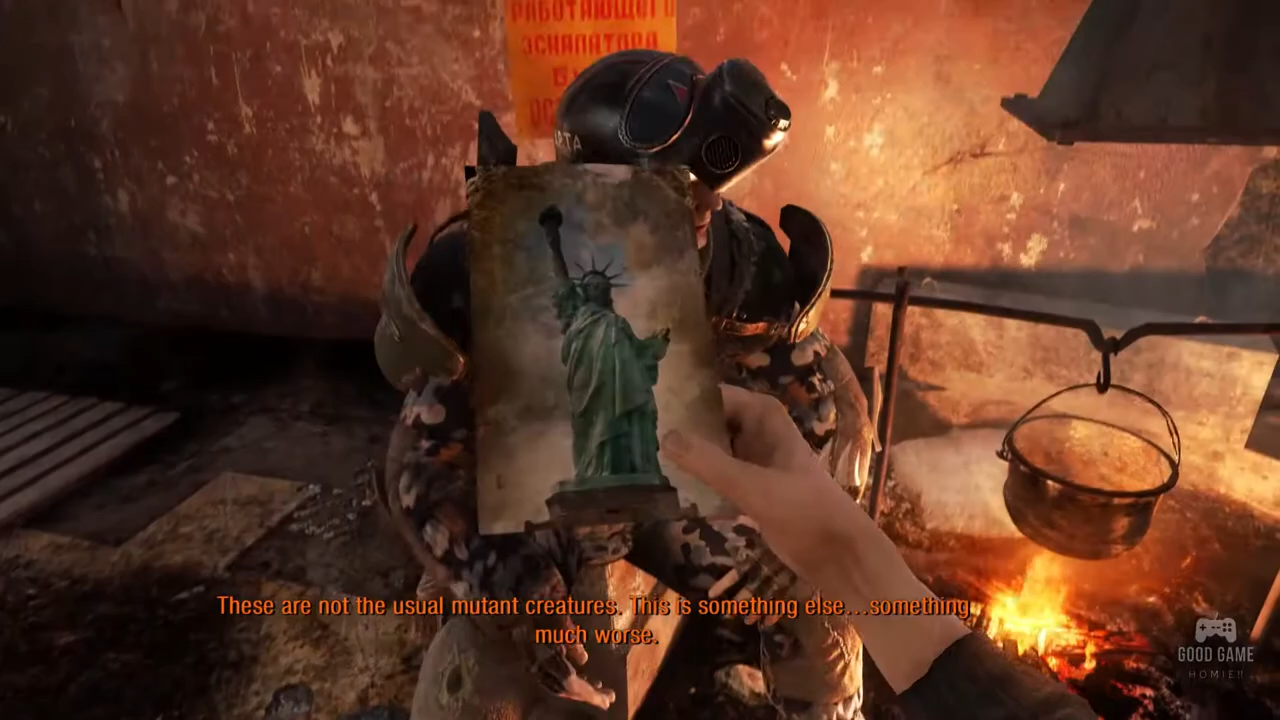 РАБОТАЮЩЕГО
ЭСКАЛАТОРА
These are not the usual mutant creatures. This is something else...something
much worse.
GOOD GAME
HOMIE!!